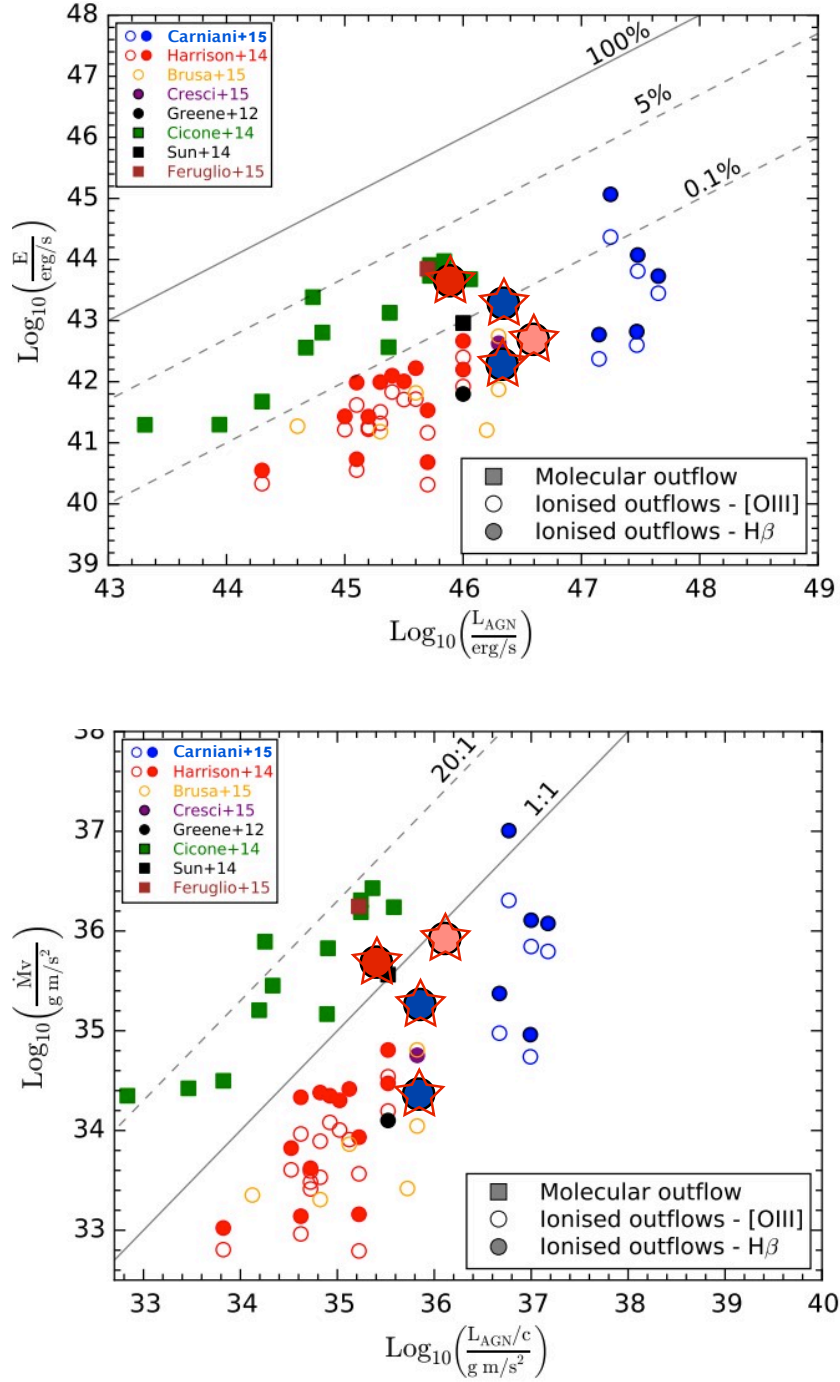 48
47
46
45
44
43
42
41
40
39
Log10(E/erg/s)
Carniani+15
Harrison+14
Brusa+15
Cresci+15
Greene+12
Cicone+14
Sun+14
Feruglio+15
100%
5%
0.1%
Molecular outflow
Ionised outflows - [OIII]
Ionised outflows - Hβ
43 44 45 46 47 48 49
Log10(L_AGN/erg/s)
38
37
36
35
34
33
Log10(Ṁv/g m/s²)
Carniani+15
Harrison+14
Brusa+15
Cresci+15
Greene+12
Cicone+14
Sun+14
Feruglio+15
20:1
1:1
Molecular outflow
Ionised outflows - [OIII]
Ionised outflows - Hβ
33 34 35 36 37 38 39 40
Log10(L_AGN/c/g m/s²)